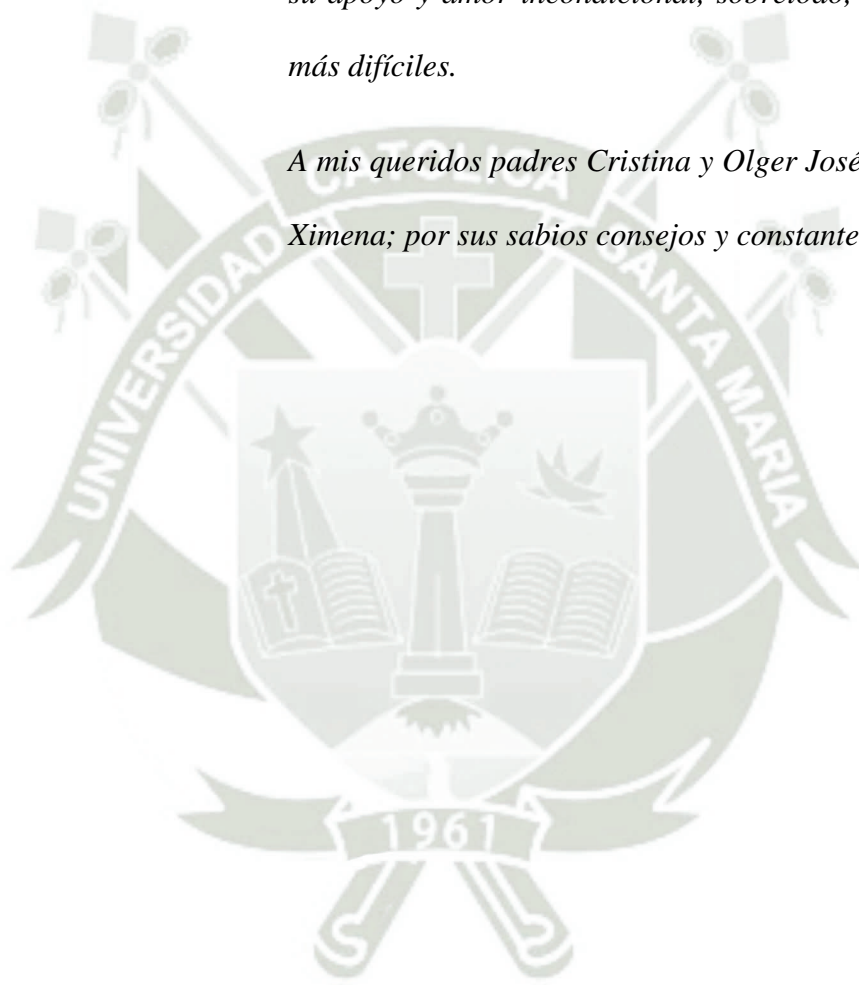 su apoyo y amor incondicional, sobretodo,
más difíciles.
A mis queridos padres Cristina y Olger José
Ximena; por sus sabios consejos y constante
UNIVERSIDAD CATOLICA SANTA MARIA
1961